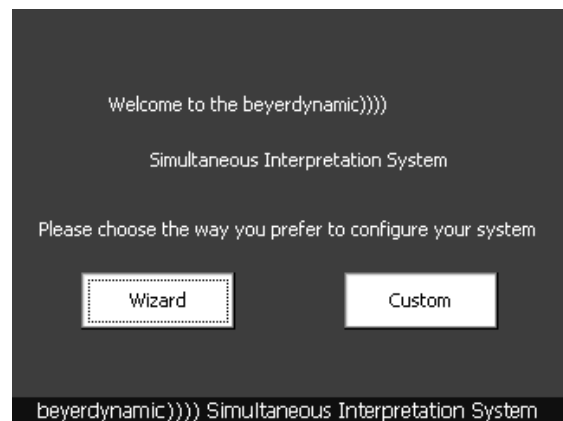 Welcome to the beyerdynamic))))
Simultaneous Interpretation System
Please choose the way you prefer to configure your system
Wizard
Custom
beyerdynamic)))) Simultaneous Interpretation System